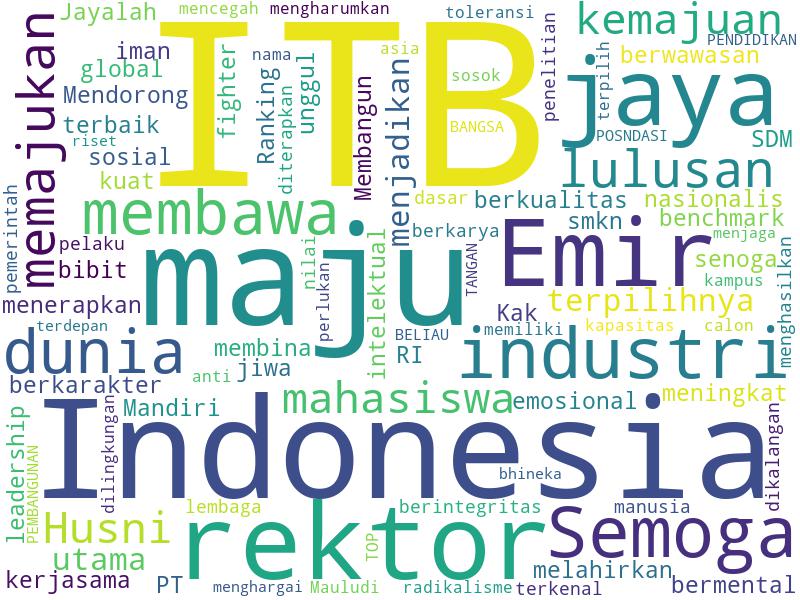 Jayalah
mencegah
mengharumkan
toleransi
kemajuan
PENDIDIKAN
memajukan
ITB
iman
global
Mendorong
terbaik
riset
sosial
kuat
fighter
nama
Ranking
diterapkan
unggul
Membangun
asia
menjadikan
sosok
BANGSA
penelitian
terpilih
berwawasan
jaya
POSNDASI
SDM
lulusan
pemerintah
membawa
dasar
berkualitas
nasionalis
berkarya
smkn
benchmark
menjaga
pelaku
bibit
maju
nilai
perlukan
intelektual
TANGAN
Emir
senoga
kampus
menghasilkan
menerapkan
Kak
terpilihnya
terdepan
BELIAU
memiliki
kapasitas
calon
dunia
membina
RI
industri
anti
jiwa
berkarakter
Mandiri
mahasiswa
emosional
meningkat
leadership
PEMBANGUNAN
dilingkungan
Indonesia
bhineka
dikalangan
lembaga
berintegritas
manusia
Husni
rektor
TOP
Semoga
utama
melahirkan
kerjasama
PT
menghargai
Mauludi
radikalisme
terkenal
bermental